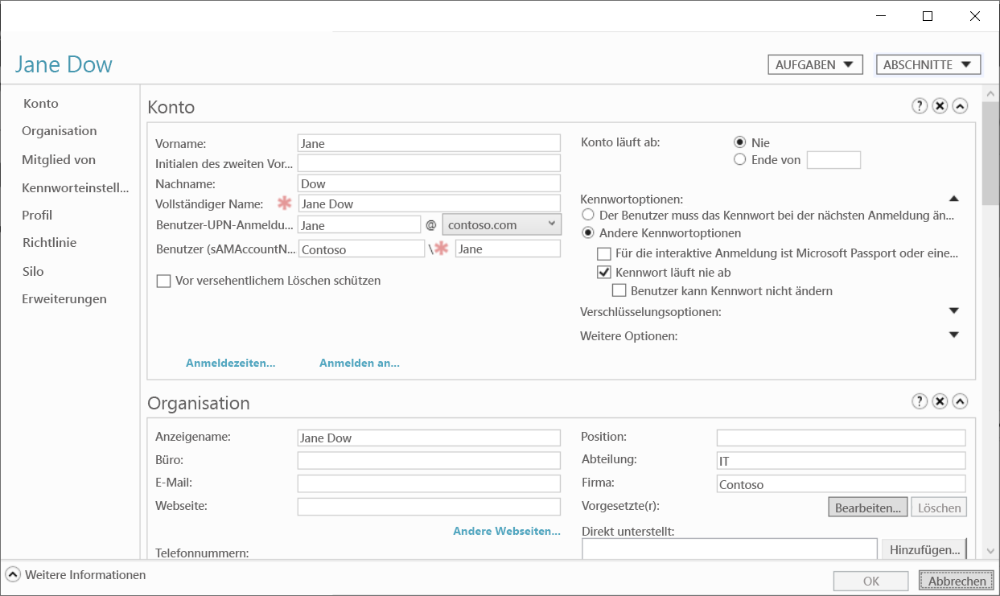 Jane Dow
AUFGABEN
ABSCHNITTE
Konto
Organisation
Mitglied von
Kennworteinstell...
Profil
Richtlinie
Silo
Erweiterungen
Konto
?
Vorname: Jane
Initialen des zweiten Vor...
Nachname: Dow
Vollständiger Name: * Jane Dow
Benutzer-UPN-Anmeldu... Jane @ contoso.com
Benutzer (sAMAccountN... Contoso \* Jane
Vor versehentlichem Löschen schützen
Anmeldezeiten... Anmelden an...
Konto läuft ab: Nie
Ende von
Kennwortoptionen:
Der Benutzer muss das Kennwort bei der nächsten Anmeldung än...
Andere Kennwortoptionen
Für die interaktive Anmeldung ist Microsoft Passport oder eine...
Kennwort läuft nie ab
Benutzer kann Kennwort nicht ändern
Verschlüsselungsoptionen:
Weitere Optionen:
Organisation
?
Anzeigename: Jane Dow
Büro:
E-Mail:
Webseite:
Andere Webseiten...
Telefonnummern:
Position:
Abteilung: IT
Firma: Contoso
Vorgesetzte(r): Bearbeiten... Löschen
Direkt unterstellt:
Hinzufügen...
Weitere Informationen
OK Abbrechen